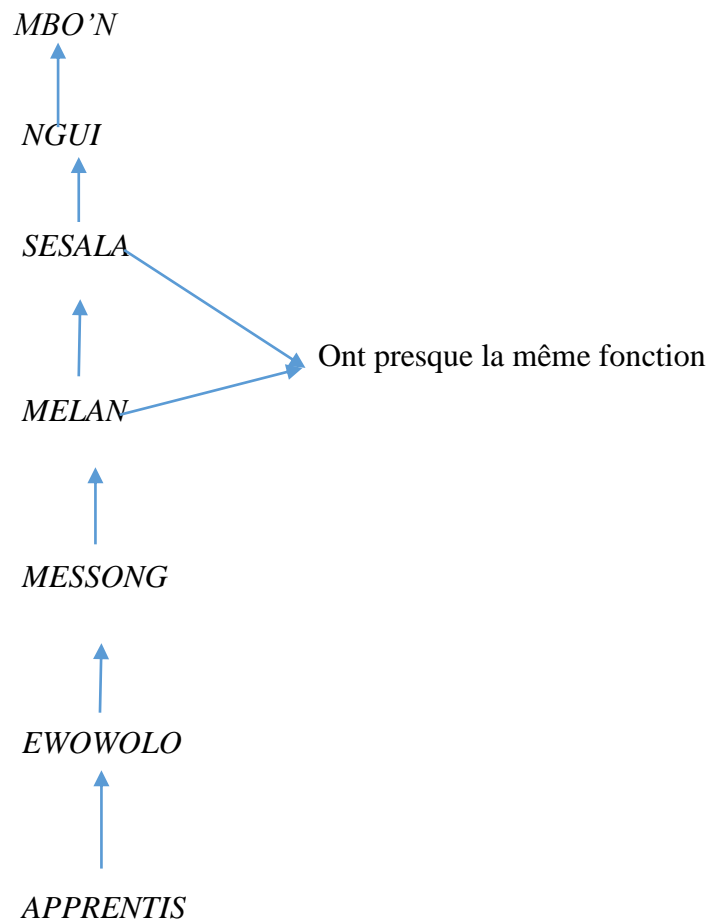 MBO’N
NGUI
SESALA
Ont presque la même fonction
MELAN
MESSONG
EWOWOLO
APPRENTIS